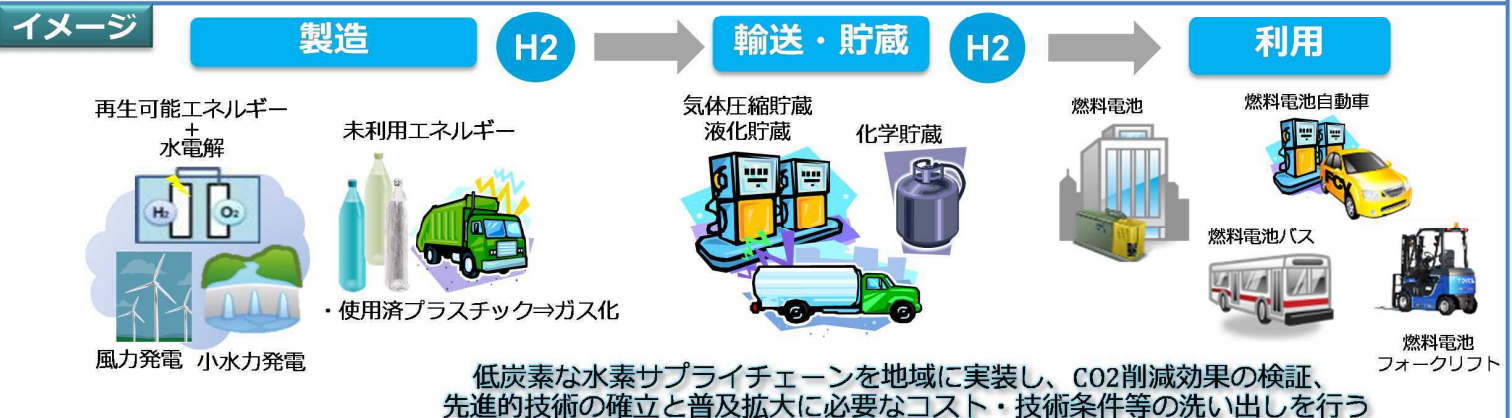 イメージ
製造
H2
輸送・貯蔵
H2
利用
再生可能エネルギー
+
水電解
H2
O2
風力発電
小水力発電
未利用エネルギー
・使用済プラスチック⇒ガス化
気体圧縮貯蔵
液化貯蔵
化学貯蔵
燃料電池
燃料電池自動車
FCV
燃料電池バス
燃料電池
フォークリフト
低炭素な水素サプライチェーンを地域に実装し、CO2削減効果の検証、
先進的技術の確立と普及拡大に必要なコスト・技術条件等の洗い出しを行う